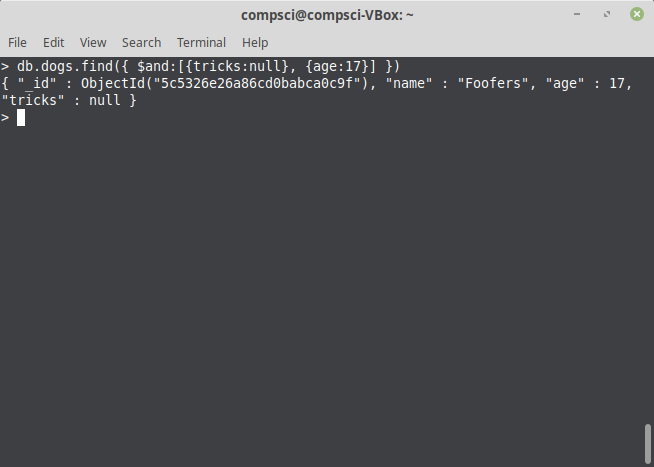 compsci@compsci-VBox: ~
File Edit View Search Terminal Help
> db.dogs.find({ $and:[{tricks:null}, {age:17}] })
{ "_id" : ObjectId("5c5326e26a86cd0babca0c9f"), "name" : "Foofers", "age" : 17,
"tricks" : null }
>